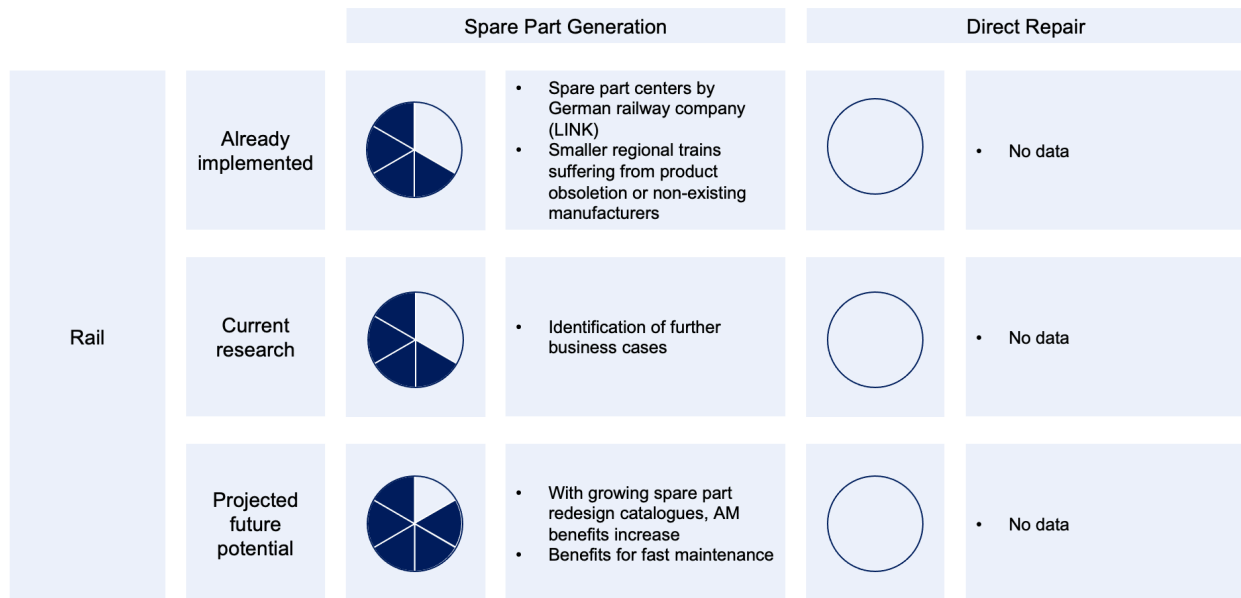 Spare Part Generation
Direct Repair
Rail
Already
implemented
• Spare part centers by
German railway company
(LINK)
• Smaller regional trains
suffering from product
obsoletion or non-existing
manufacturers
• No data
Current
research
• Identification of further
business cases
• No data
Projected
future
potential
• With growing spare part
redesign catalogues, AM
benefits increase
• Benefits for fast maintenance
• No data